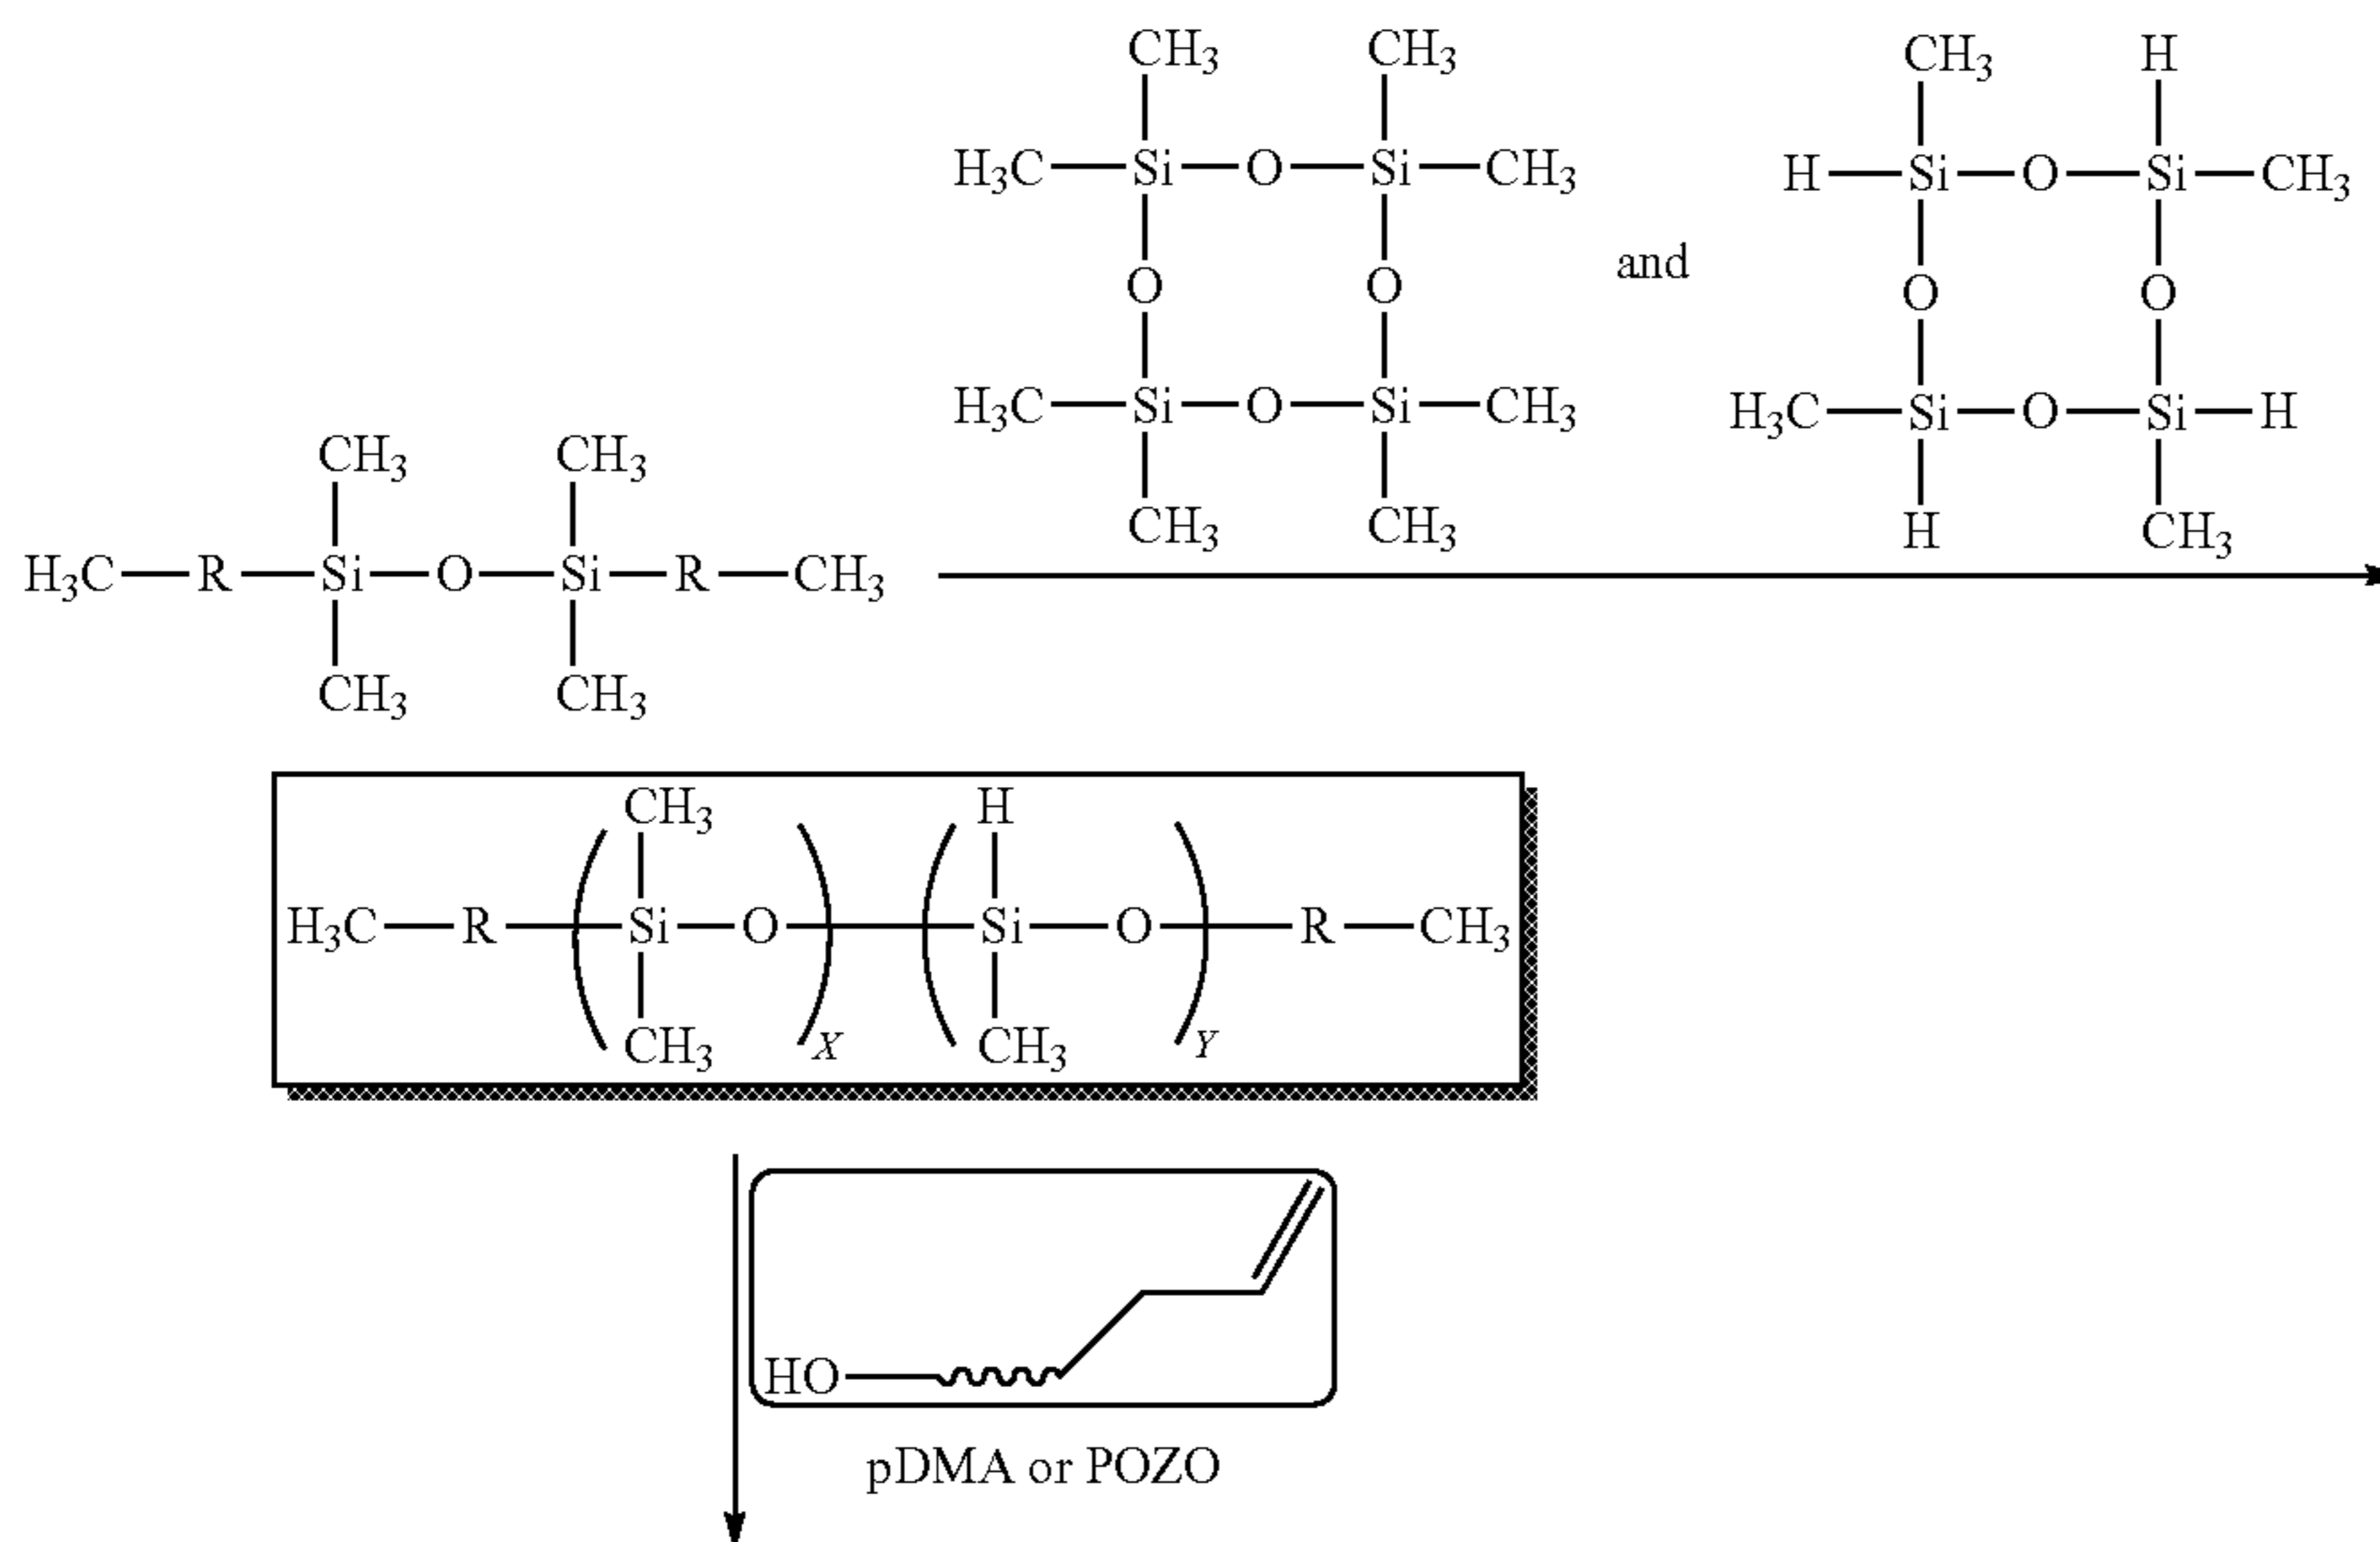 CH3 CH3 CH3 H
H3C Si O Si CH3 H Si O Si CH3
O O and O O
H3C Si O Si CH3 H3C Si O Si H
CH3 CH3 H CH3
CH3 CH3
H3C R Si O Si R CH3
CH3 CH3
CH3 H
H3C R Si O Si O R CH3
CH3 X CH3 Y
HO
pDMA or POZO